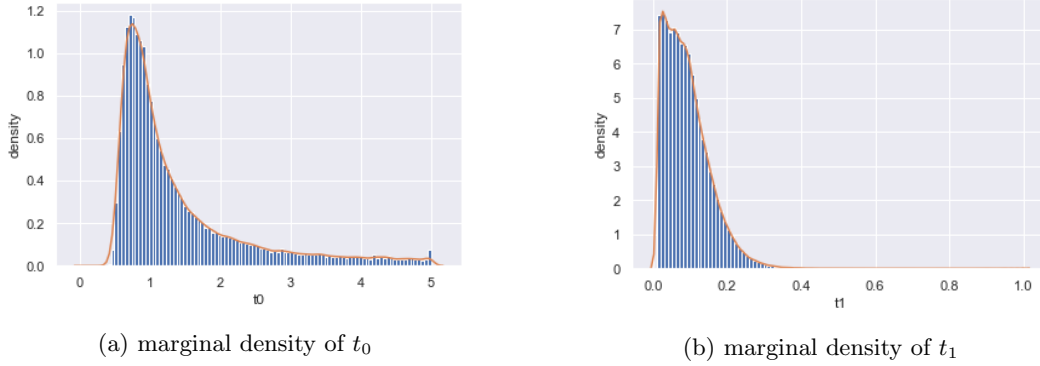 1.2
1.0
0.8
0.6
0.4
0.2
0.0
density
0 1 2 3 4 5
t0
(a) marginal density of t₀
7
6
5
4
3
2
1
0
density
0.0 0.2 0.4 0.6 0.8 1.0
t1
(b) marginal density of t₁